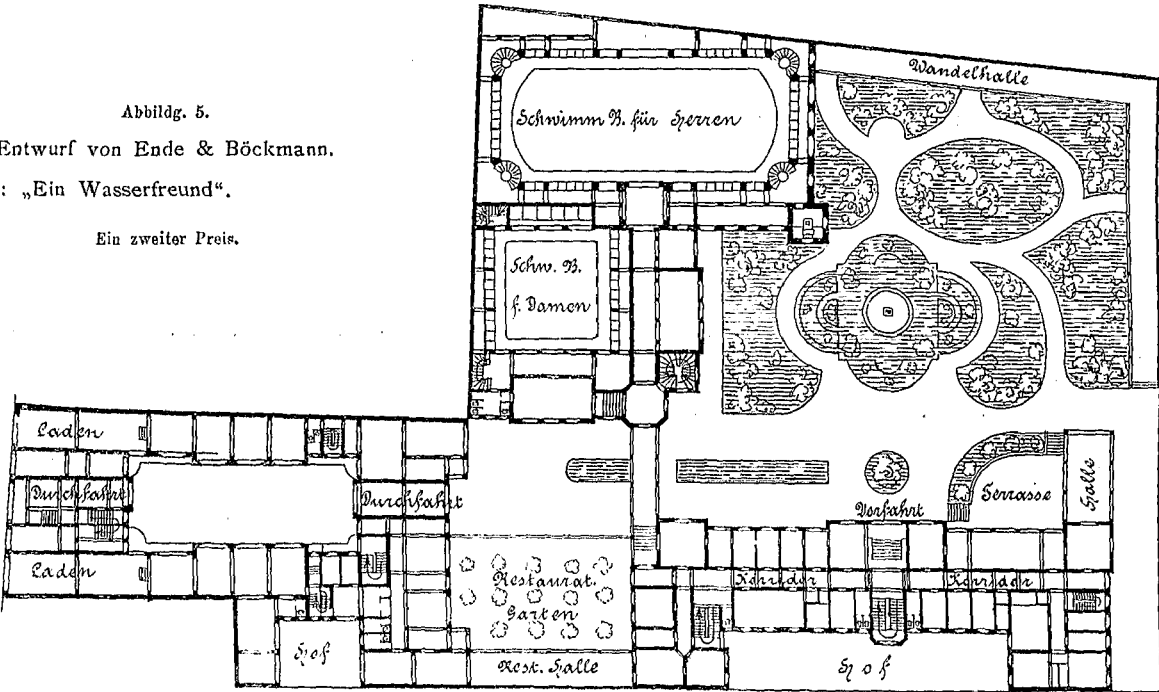 Abbildg. 5.
Entwurf von Ende & Böckmann.
: „Ein Wasserfreund“.
Ein zweiter Preis.
Wandelhalle
Schwimm B. für Herren
Schw. B.
f. Damen
Laden
Durchfahrt
Durchfahrt
Laden
Hof
Restaurat.
Garten
Rest. Halle
Vorfahrt
Terrasse
Halle
Korridor
Korridor
Hof